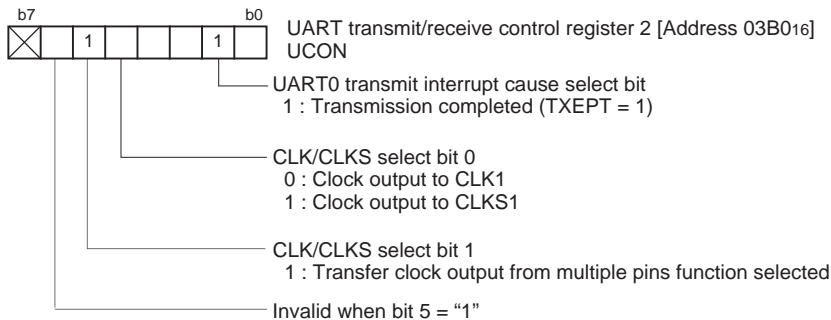 b7 b0
UART transmit/receive control register 2 [Address 03B016]
UCON
1 1
UART0 transmit interrupt cause select bit
1 : Transmission completed (TXEPT = 1)
CLK/CLKS select bit 0
0 : Clock output to CLK1
1 : Clock output to CLKS1
CLK/CLKS select bit 1
1 : Transfer clock output from multiple pins function selected
Invalid when bit 5 = “1”